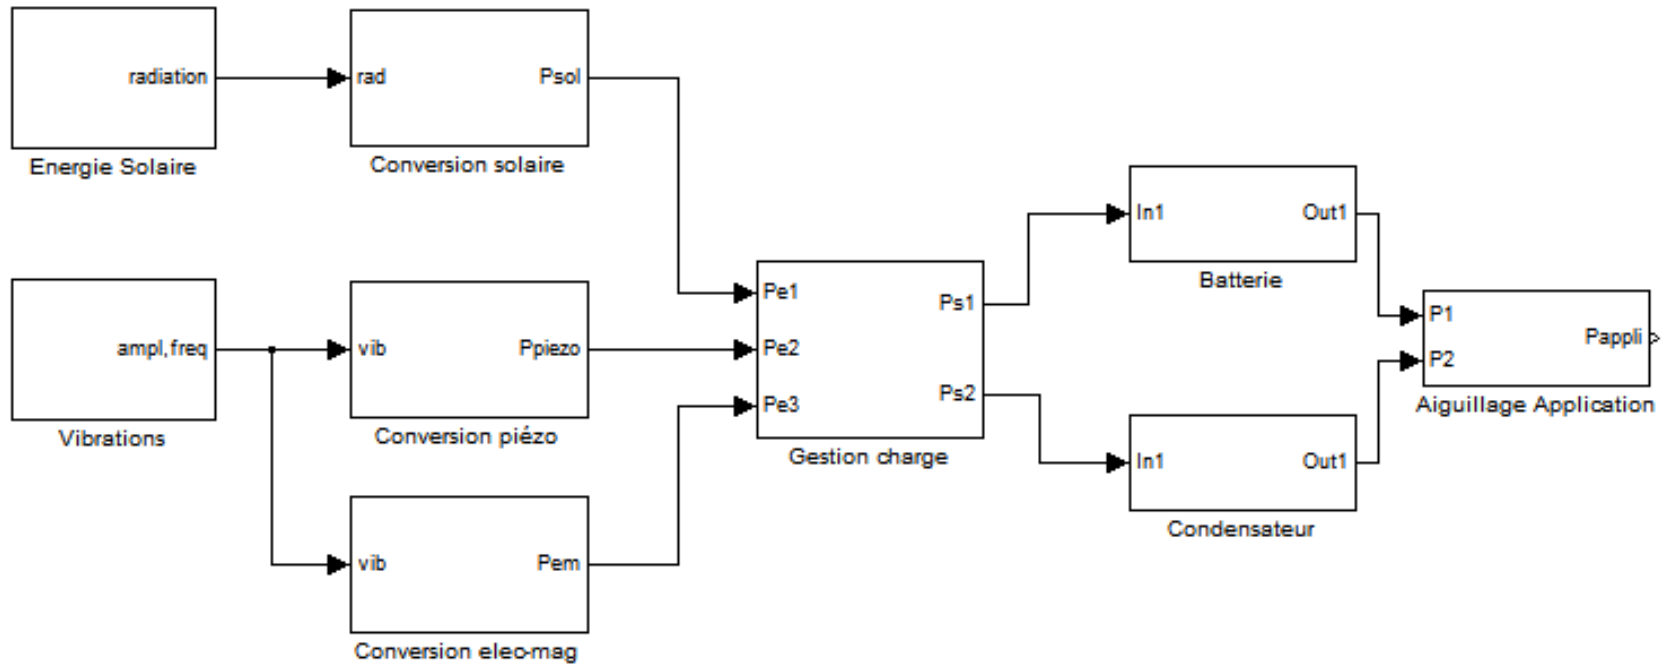 radiation
Energie Solaire
rad
Psol
Conversion solaire
ampl,freq
Vibrations
vib
Ppiezo
Conversion piézo
vib
Pem
Conversion elec-mag
Pe1
Pe2
Pe3
Ps1
Ps2
Gestion charge
In1
Out1
Batterie
In1
Out1
Condensateur
P1
P2
Pappli
Aiguillage Application